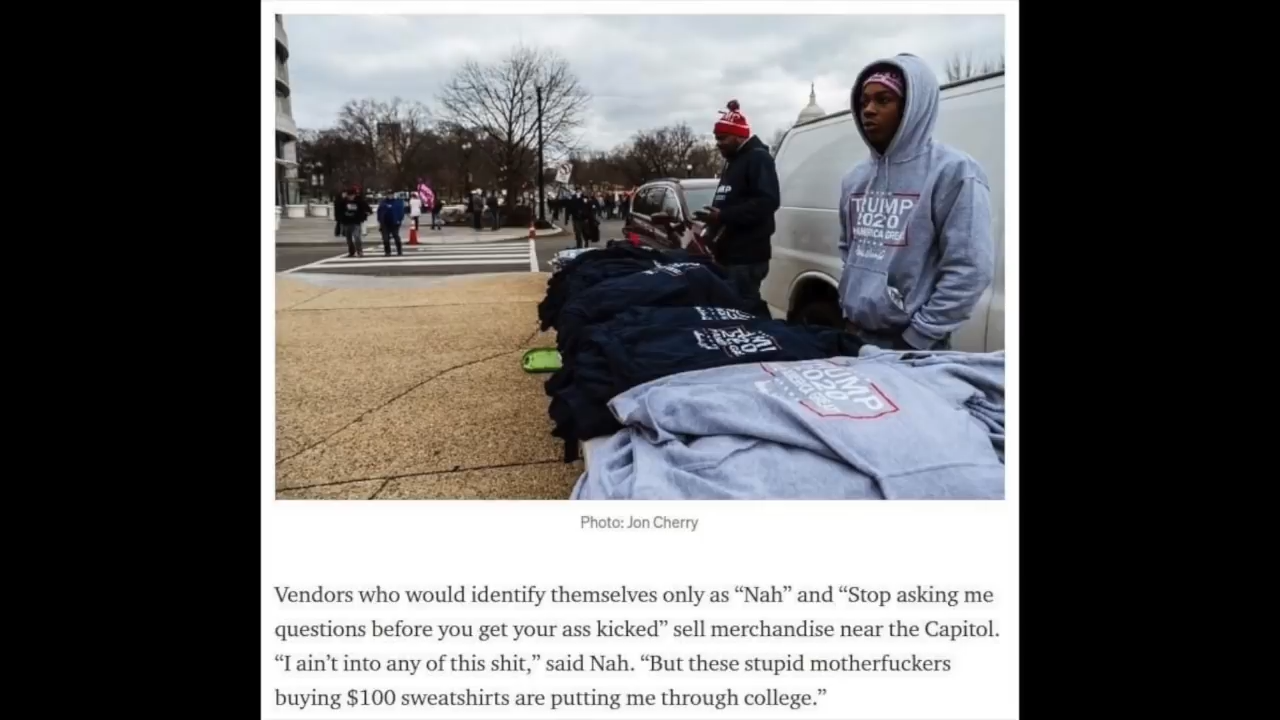 TRUMP
2020
TRUMP
2020
Photo: Jon Cherry
Vendors who would identify themselves only as “Nah” and “Stop asking me
questions before you get your ass kicked” sell merchandise near the Capitol.
“I ain’t into any of this shit,” said Nah. “But these stupid motherfuckers
buying $100 sweatshirts are putting me through college.”